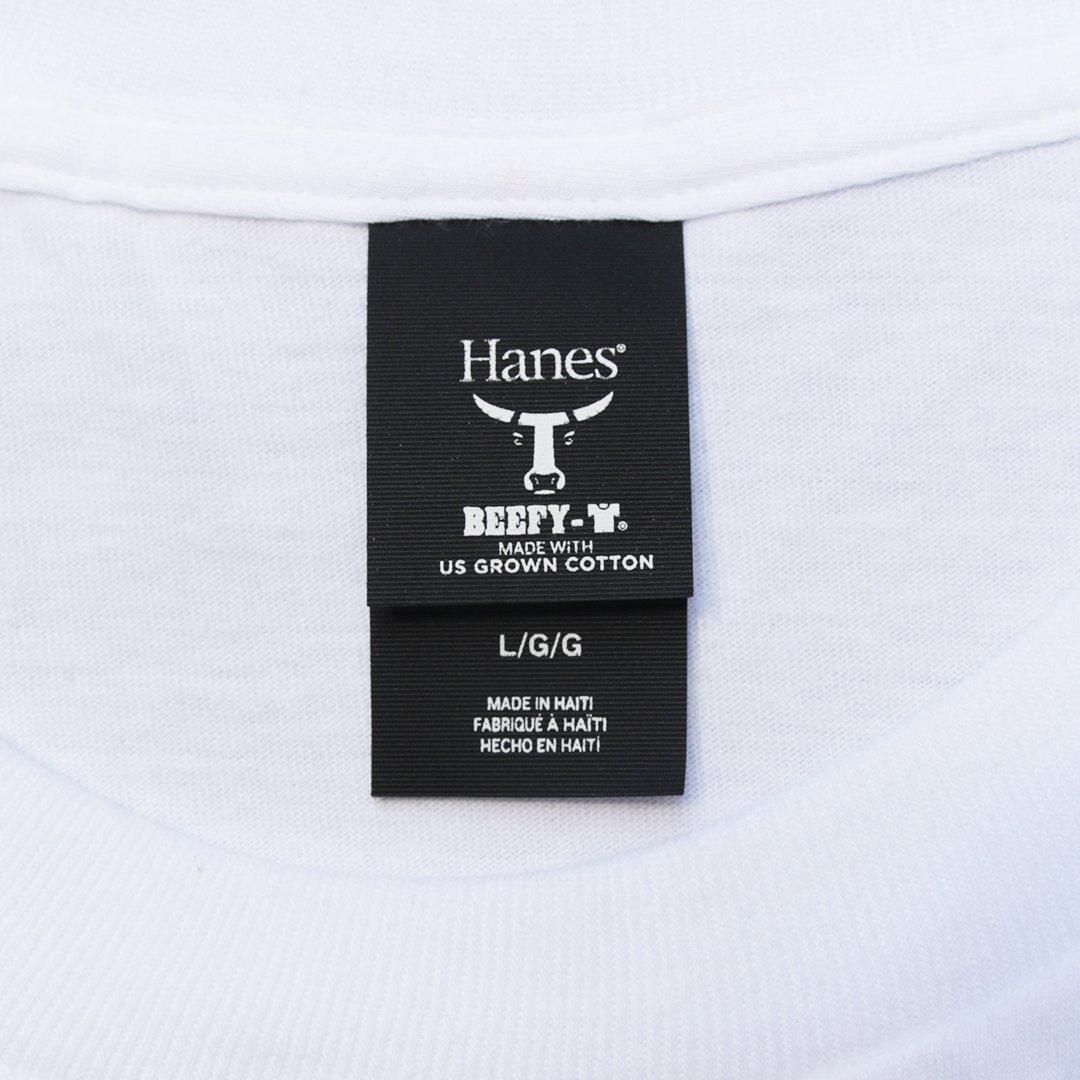 Hanes®
BEEFY-T®
MADE WITH
US GROWN COTTON
L/G/G
MADE IN HAITI
FABRIQUÉ À HAÏTI
HECHO EN HAITÍ